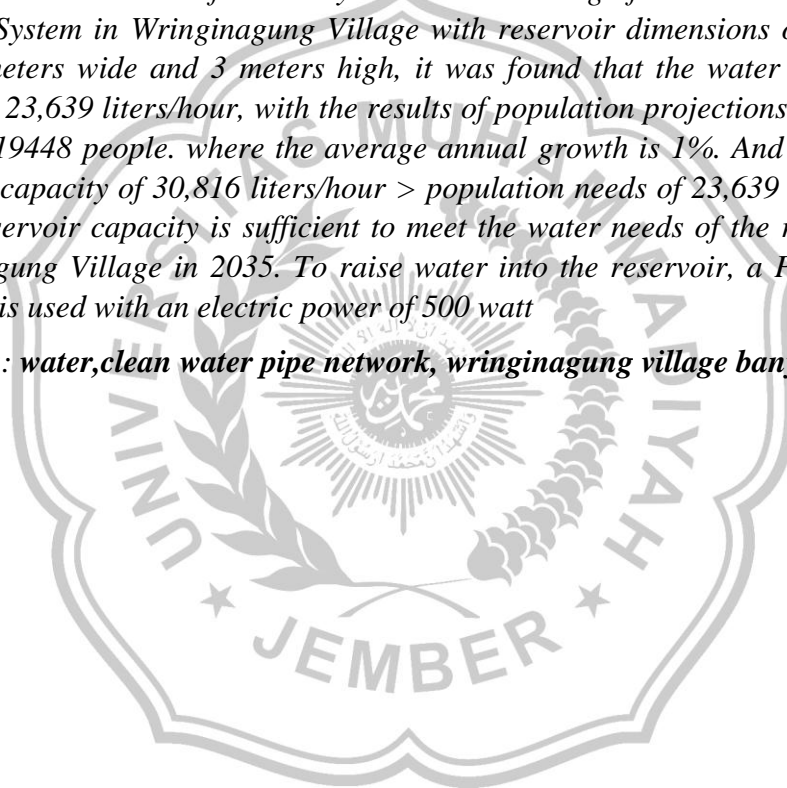 System in Wringinagung Village with reservoir dimensions
meters wide and 3 meters high, it was found that the water
23,639 liters/hour, with the results of population projections
19448 people. where the average annual growth is 1%. And
capacity of 30,816 liters/hour > population needs of 23,639
reservoir capacity is sufficient to meet the water needs of the
Village in 2035. To raise water into the reservoir, a
is used with an electric power of 500 watt
: water,clean water pipe network, wringinagung village
UNIVERSITAS MUHAMMADIYAH
JEMBER